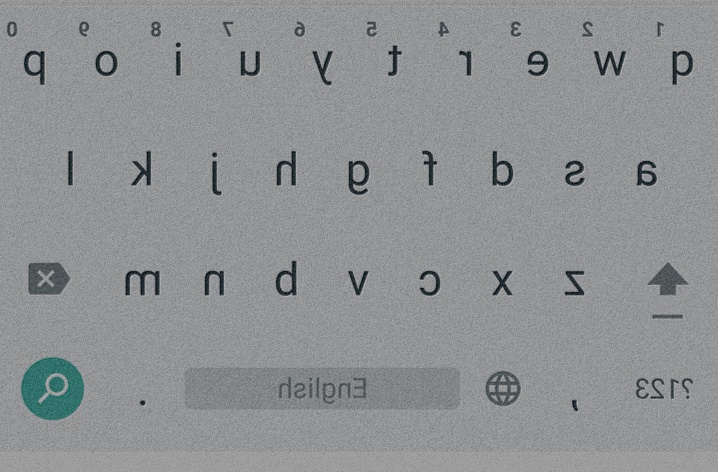 1 2 3 4 5 6 7 8 9 0
q w e r t y u i o p
a s d f g h j k l
z x c v b n m
?123 , English .